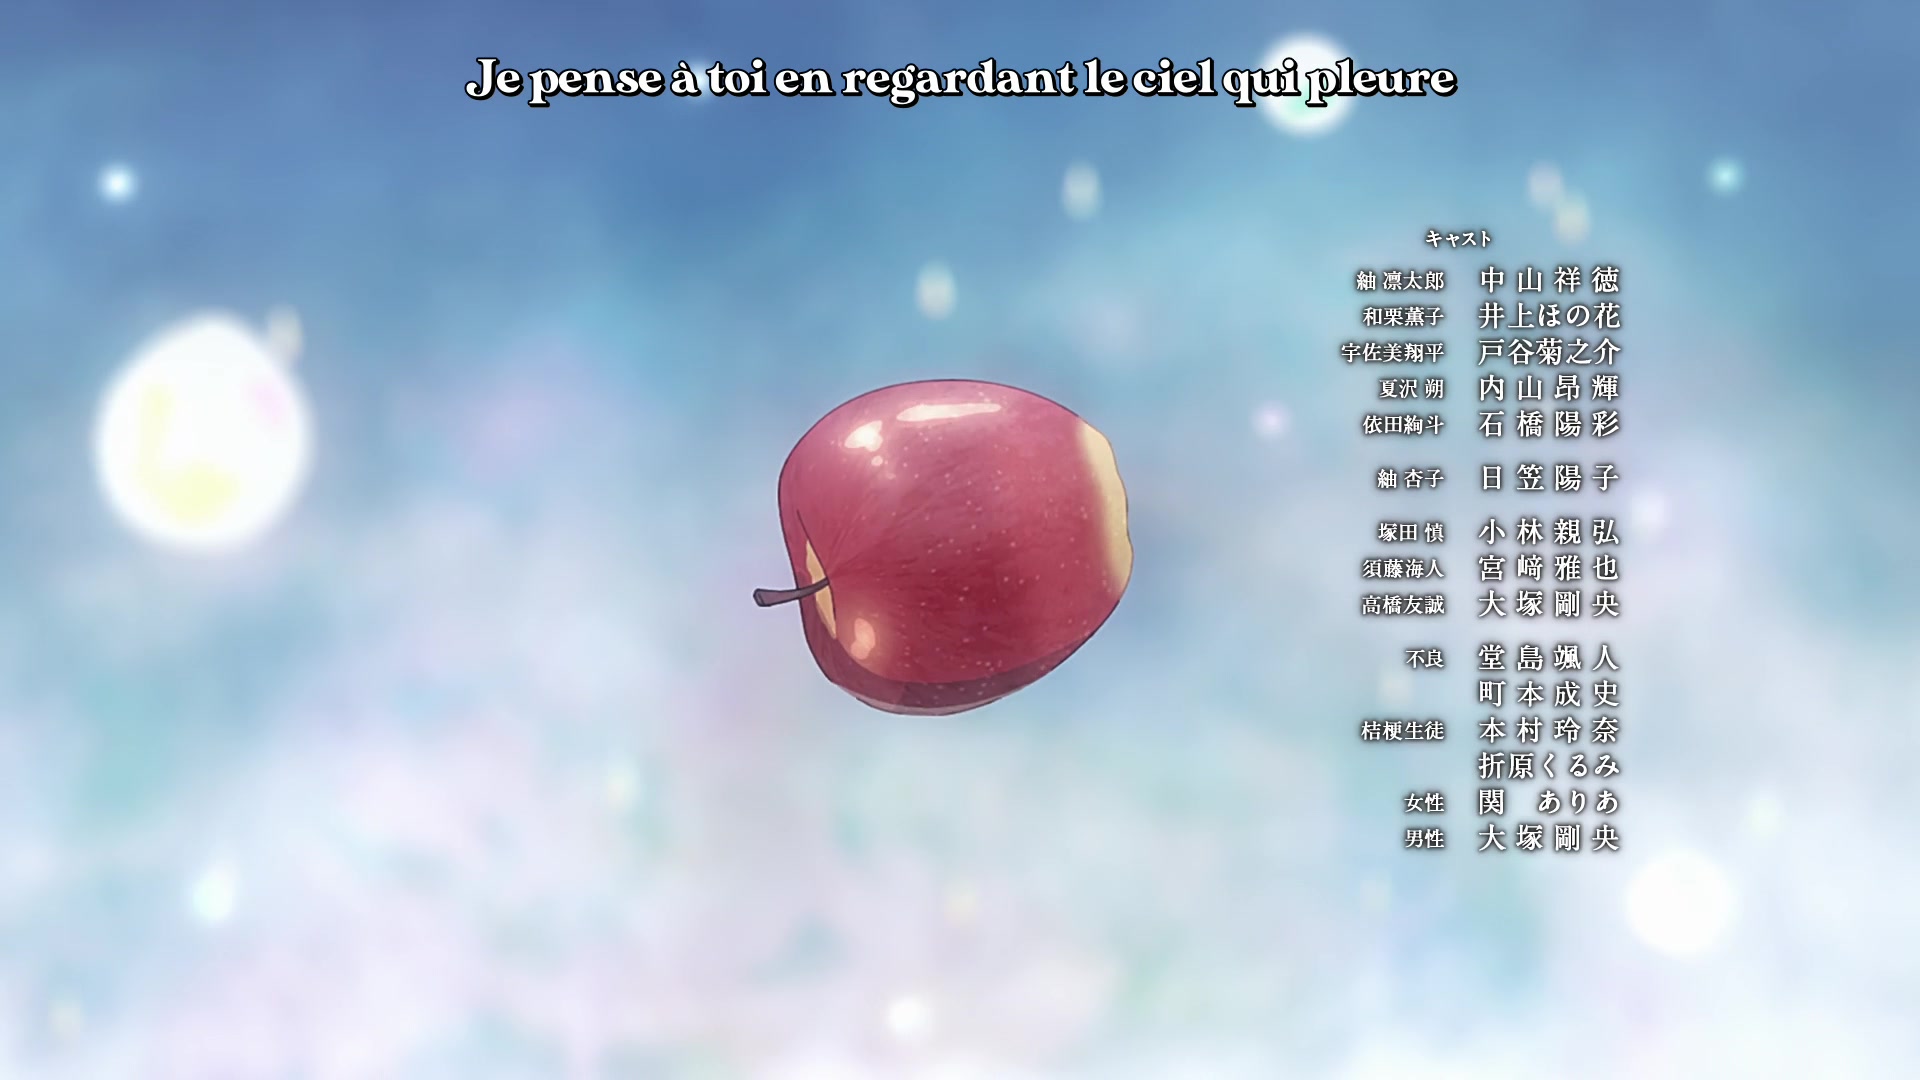 Je pense à toi en regardant le ciel qui pleure
キャスト
紬 凛太郎 中山祥徳
和栗薫子 井上ほの花
宇佐美翔平 戸谷菊之介
夏沢 朔 内山昂輝
依田絢斗 石橋陽彩
紬 杏子 日笠陽子
塚田 慎 小林親弘
須藤海人 宮﨑雅也
高橋友誠 大塚剛央
不良 堂島颯人
町本成史
桔梗生徒 本村玲奈
折原くるみ
女性 関 ありあ
男性 大塚剛央